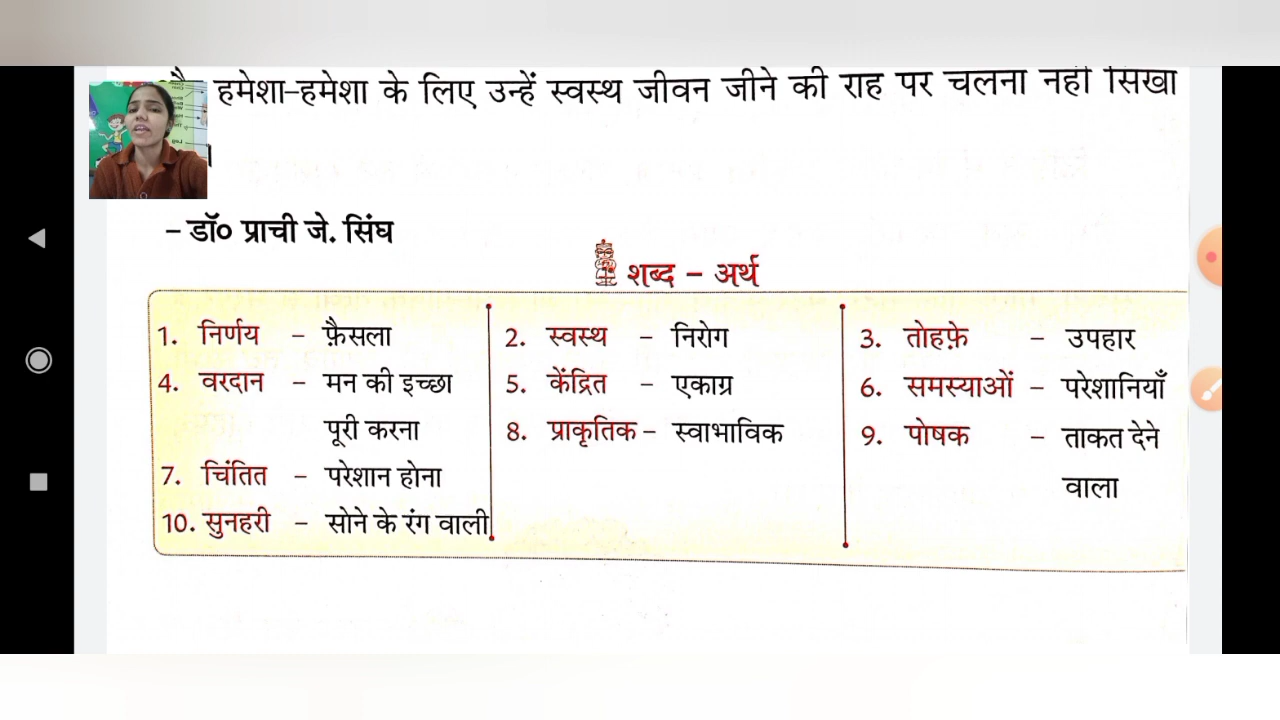 हमेशा-हमेशा के लिए उन्हें स्वस्थ जीवन जीने की राह पर चलना नहीं सिखा
– डॉ० प्राची जे. सिंघ
शब्द – अर्थ
1. निर्णय – फ़ैसला 2. स्वस्थ – निरोग 3. तोहफ़े – उपहार
4. वरदान – मन की इच्छा 5. केंद्रित – एकाग्र 6. समस्याओं – परेशानियाँ
पूरी करना 8. प्राकृतिक – स्वाभाविक 9. पोषक – ताकत देने
7. चिंतित – परेशान होना वाला
10. सुनहरी – सोने के रंग वाली